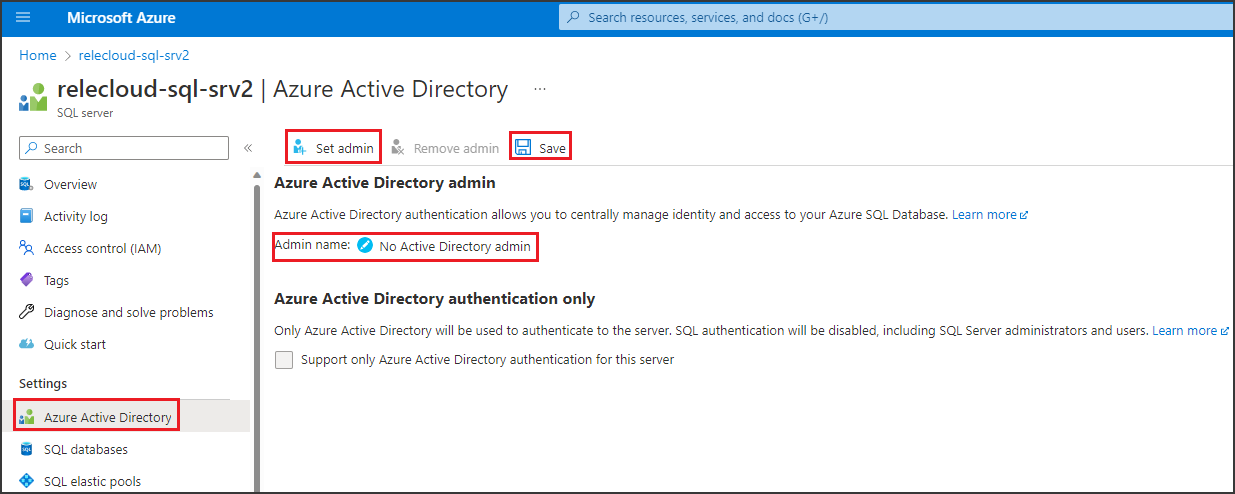 Microsoft Azure
Search resources, services, and docs (G+/)
Home > relecloud-sql-srv2
relecloud-sql-srv2 | Azure Active Directory ...
SQL server
Search «
Set admin Remove admin Save
Overview
Activity log
Access control (IAM)
Tags
Diagnose and solve problems
Quick start
Settings
Azure Active Directory
SQL databases
SQL elastic pools
Azure Active Directory admin
Azure Active Directory authentication allows you to centrally manage identity and access to your Azure SQL Database. Learn more
Admin name: No Active Directory admin
Azure Active Directory authentication only
Only Azure Active Directory will be used to authenticate to the server. SQL authentication will be disabled, including SQL Server administrators and users. Learn more
Support only Azure Active Directory authentication for this server